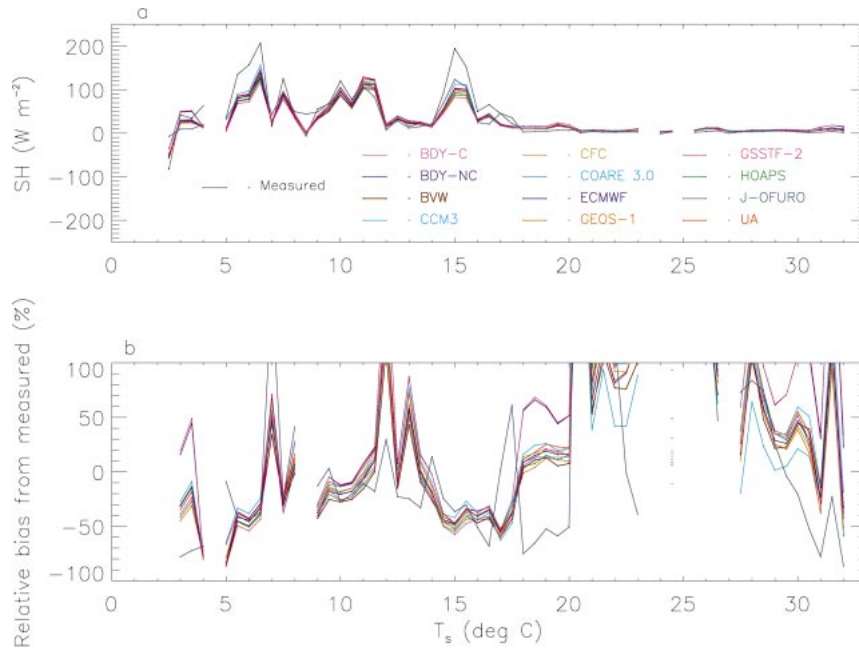 a
SH (W m⁻²)
200
100
0
-100
-200
Measured
BDY-C
BDY-NC
BVW
CCM3
CFC
COARE 3.0
ECMWF
GEOS-1
GSSTF-2
HOAPS
J-OFURO
UA
0 5 10 15 20 25 30
b
Relative bias from measured (%)
100
50
0
-50
-100
0 5 10 15 20 25 30
Tₛ (deg C)